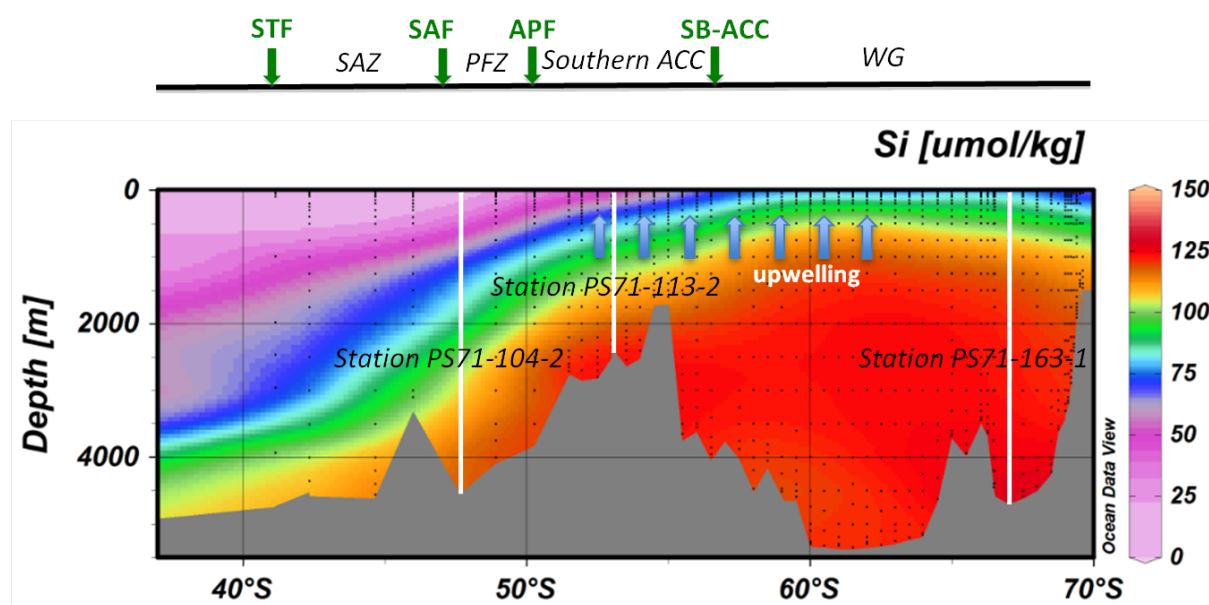 STF SAF APF SB-ACC
SAZ PFZ Southern ACC WG
Si [umol/kg]
0 150
125
upwelling
Station PS71-113-2
100
2000
Station PS71-104-2 Station PS71-163-1
75
Depth [m]
50
4000
25
Ocean Data View
0
40°S 50°S 60°S 70°S